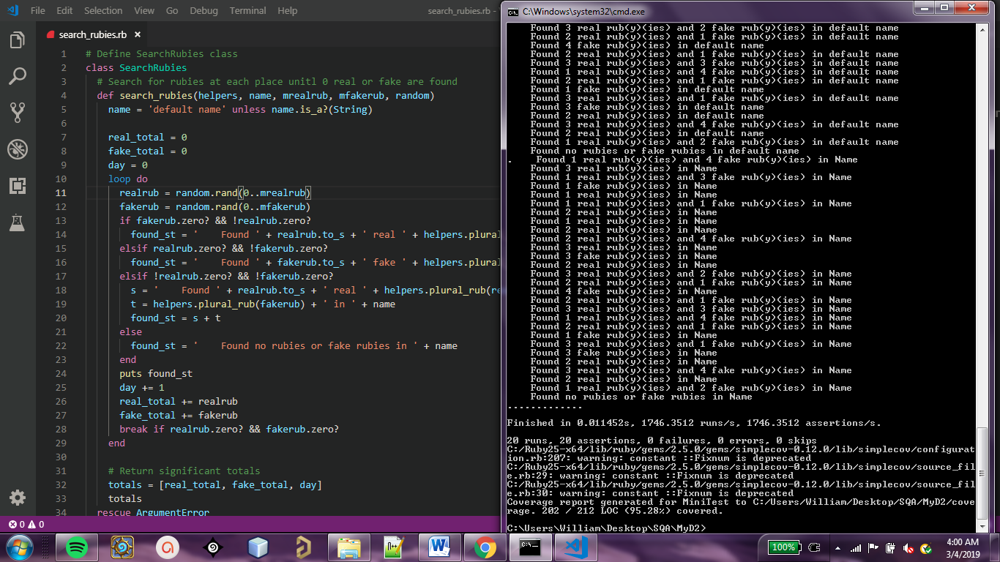 File Edit Selection View Go Debug Terminal Help
search_rubies.rb -
search_rubies.rb ×
1 # Define SearchRubies class
2 class SearchRubies
3 # Search for rubies at each place unitl 0 real or fake are found
4 def search_rubies(helpers, name, mrealrub, mfakerub, random)
5 name = 'default name' unless name.is_a?(String)
6
7 real_total = 0
8 fake_total = 0
9 day = 0
10 loop do
11 realrub = random.rand(0..mrealrub)
12 fakerub = random.rand(0..mfakerub)
13 if fakerub.zero? && !realrub.zero?
14 found_st = '    Found ' + realrub.to_s + ' real ' + helpers.plural
15 elsif realrub.zero? && !fakerub.zero?
16 found_st = '    Found ' + fakerub.to_s + ' fake ' + helpers.plural
17 elsif !realrub.zero? && !fakerub.zero?
18 s = '    Found ' + realrub.to_s + ' real ' + helpers.plural_rub(re
19 t = helpers.plural_rub(fakerub) + ' in ' + name
20 found_st = s + t
21 else
22 found_st = '    Found no rubies or fake rubies in ' + name
23 end
24 puts found_st
25 day += 1
26 real_total += realrub
27 fake_total += fakerub
28 break if realrub.zero? && fakerub.zero?
29 end
30
31 # Return significant totals
32 totals = [real_total, fake_total, day]
33 totals
34 rescue ArgumentError
0 0
C:\Windows\system32\cmd.exe
Found 3 real rub(y)(ies) and 2 fake rub(y)(ies) in default name
Found 2 real rub(y)(ies) and 1 fake rub(y)(ies) in default name
Found 4 fake rub(y)(ies) in default name
Found 2 real rub(y)(ies) and 1 fake rub(y)(ies) in default name
Found 3 real rub(y)(ies) and 3 fake rub(y)(ies) in default name
Found 1 real rub(y)(ies) and 4 fake rub(y)(ies) in default name
Found 2 real rub(y)(ies) and 1 fake rub(y)(ies) in default name
Found 1 fake rub(y)(ies) in default name
Found 3 real rub(y)(ies) and 1 fake rub(y)(ies) in default name
Found 3 fake rub(y)(ies) in default name
Found 2 real rub(y)(ies) in default name
Found 3 real rub(y)(ies) and 4 fake rub(y)(ies) in default name
Found 2 real rub(y)(ies) in default name
Found 1 real rub(y)(ies) and 2 fake rub(y)(ies) in default name
Found no rubies or fake rubies in default name
.    Found 1 real rub(y)(ies) and 4 fake rub(y)(ies) in Name
Found 3 real rub(y)(ies) in Name
Found 1 real rub(y)(ies) and 3 fake rub(y)(ies) in Name
Found 1 fake rub(y)(ies) in Name
Found 1 real rub(y)(ies) in Name
Found 1 real rub(y)(ies) and 1 fake rub(y)(ies) in Name
Found 2 real rub(y)(ies) in Name
Found 1 real rub(y)(ies) in Name
Found 2 real rub(y)(ies) in Name
Found 2 real rub(y)(ies) and 4 fake rub(y)(ies) in Name
Found 3 real rub(y)(ies) in Name
Found 3 fake rub(y)(ies) in Name
Found 2 real rub(y)(ies) in Name
Found 3 real rub(y)(ies) and 2 fake rub(y)(ies) in Name
Found 2 real rub(y)(ies) and 1 fake rub(y)(ies) in Name
Found 4 fake rub(y)(ies) in Name
Found 2 real rub(y)(ies) and 1 fake rub(y)(ies) in Name
Found 3 real rub(y)(ies) and 3 fake rub(y)(ies) in Name
Found 1 real rub(y)(ies) and 4 fake rub(y)(ies) in Name
Found 2 real rub(y)(ies) and 1 fake rub(y)(ies) in Name
Found 1 fake rub(y)(ies) in Name
Found 3 real rub(y)(ies) and 1 fake rub(y)(ies) in Name
Found 3 fake rub(y)(ies) in Name
Found 2 real rub(y)(ies) in Name
Found 3 real rub(y)(ies) and 4 fake rub(y)(ies) in Name
Found 2 real rub(y)(ies) in Name
Found 1 real rub(y)(ies) and 2 fake rub(y)(ies) in Name
Found no rubies or fake rubies in Name
.............
Finished in 0.011452s, 1746.3512 runs/s, 1746.3512 assertions/s.
20 runs, 20 assertions, 0 failures, 0 errors, 0 skips
C:/Ruby25-x64/lib/ruby/gems/2.5.0/gems/simplecov-0.12.0/lib/simplecov/configurat
ion.rb:207: warning: constant ::Fixnum is deprecated
C:/Ruby25-x64/lib/ruby/gems/2.5.0/gems/simplecov-0.12.0/lib/simplecov/source_fil
e.rb:29: warning: constant ::Fixnum is deprecated
C:/Ruby25-x64/lib/ruby/gems/2.5.0/gems/simplecov-0.12.0/lib/simplecov/source_fil
e.rb:30: warning: constant ::Fixnum is deprecated
Coverage report generated for MiniTest to C:/Users/William/Desktop/SQA/MyD2/cove
rage. 202 / 212 LOC (95.28%) covered.
C:\Users\William\Desktop\SQA\MyD2>
100%
4:00 AM
3/4/2019